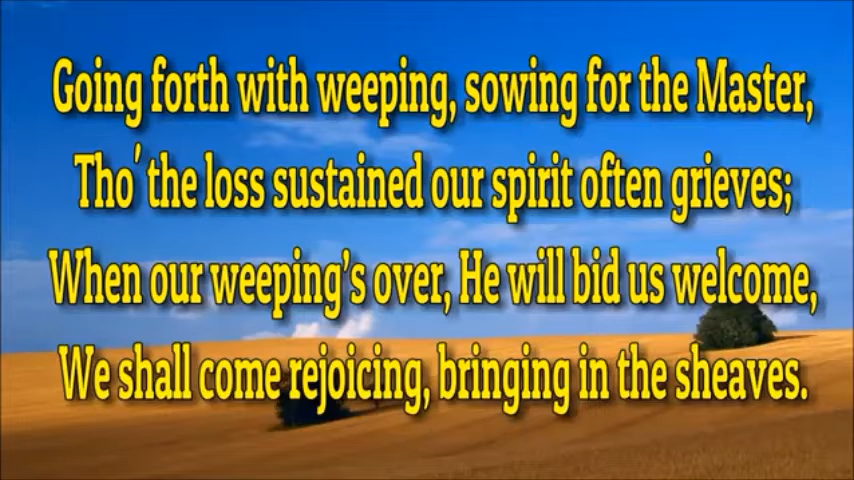 Going forth with weeping, sowing for the Master,
Tho' the loss sustained our spirit often grieves;
When our weeping’s over, He will bid us welcome,
We shall come rejoicing, bringing in the sheaves.